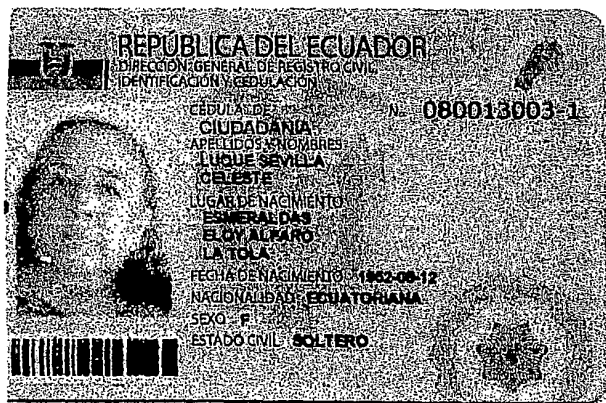 REPÚBLICA DEL ECUADOR
DIRECCIÓN GENERAL DE REGISTRO CIVIL,
IDENTIFICACIÓN Y CEDULACIÓN
CÉDULA DE
N. 080013003-1
CIUDADANÍA
APELLIDOS Y NOMBRES
LUQUE SEVILLA
CELESTE
LUGAR DE NACIMIENTO
ESMERALDAS
ELOY ALFARO
LA TOLA
FECHA DE NACIMIENTO
NACIONALIDAD ECUATORIANA
SEXO F
ESTADO CIVIL SOLTERO